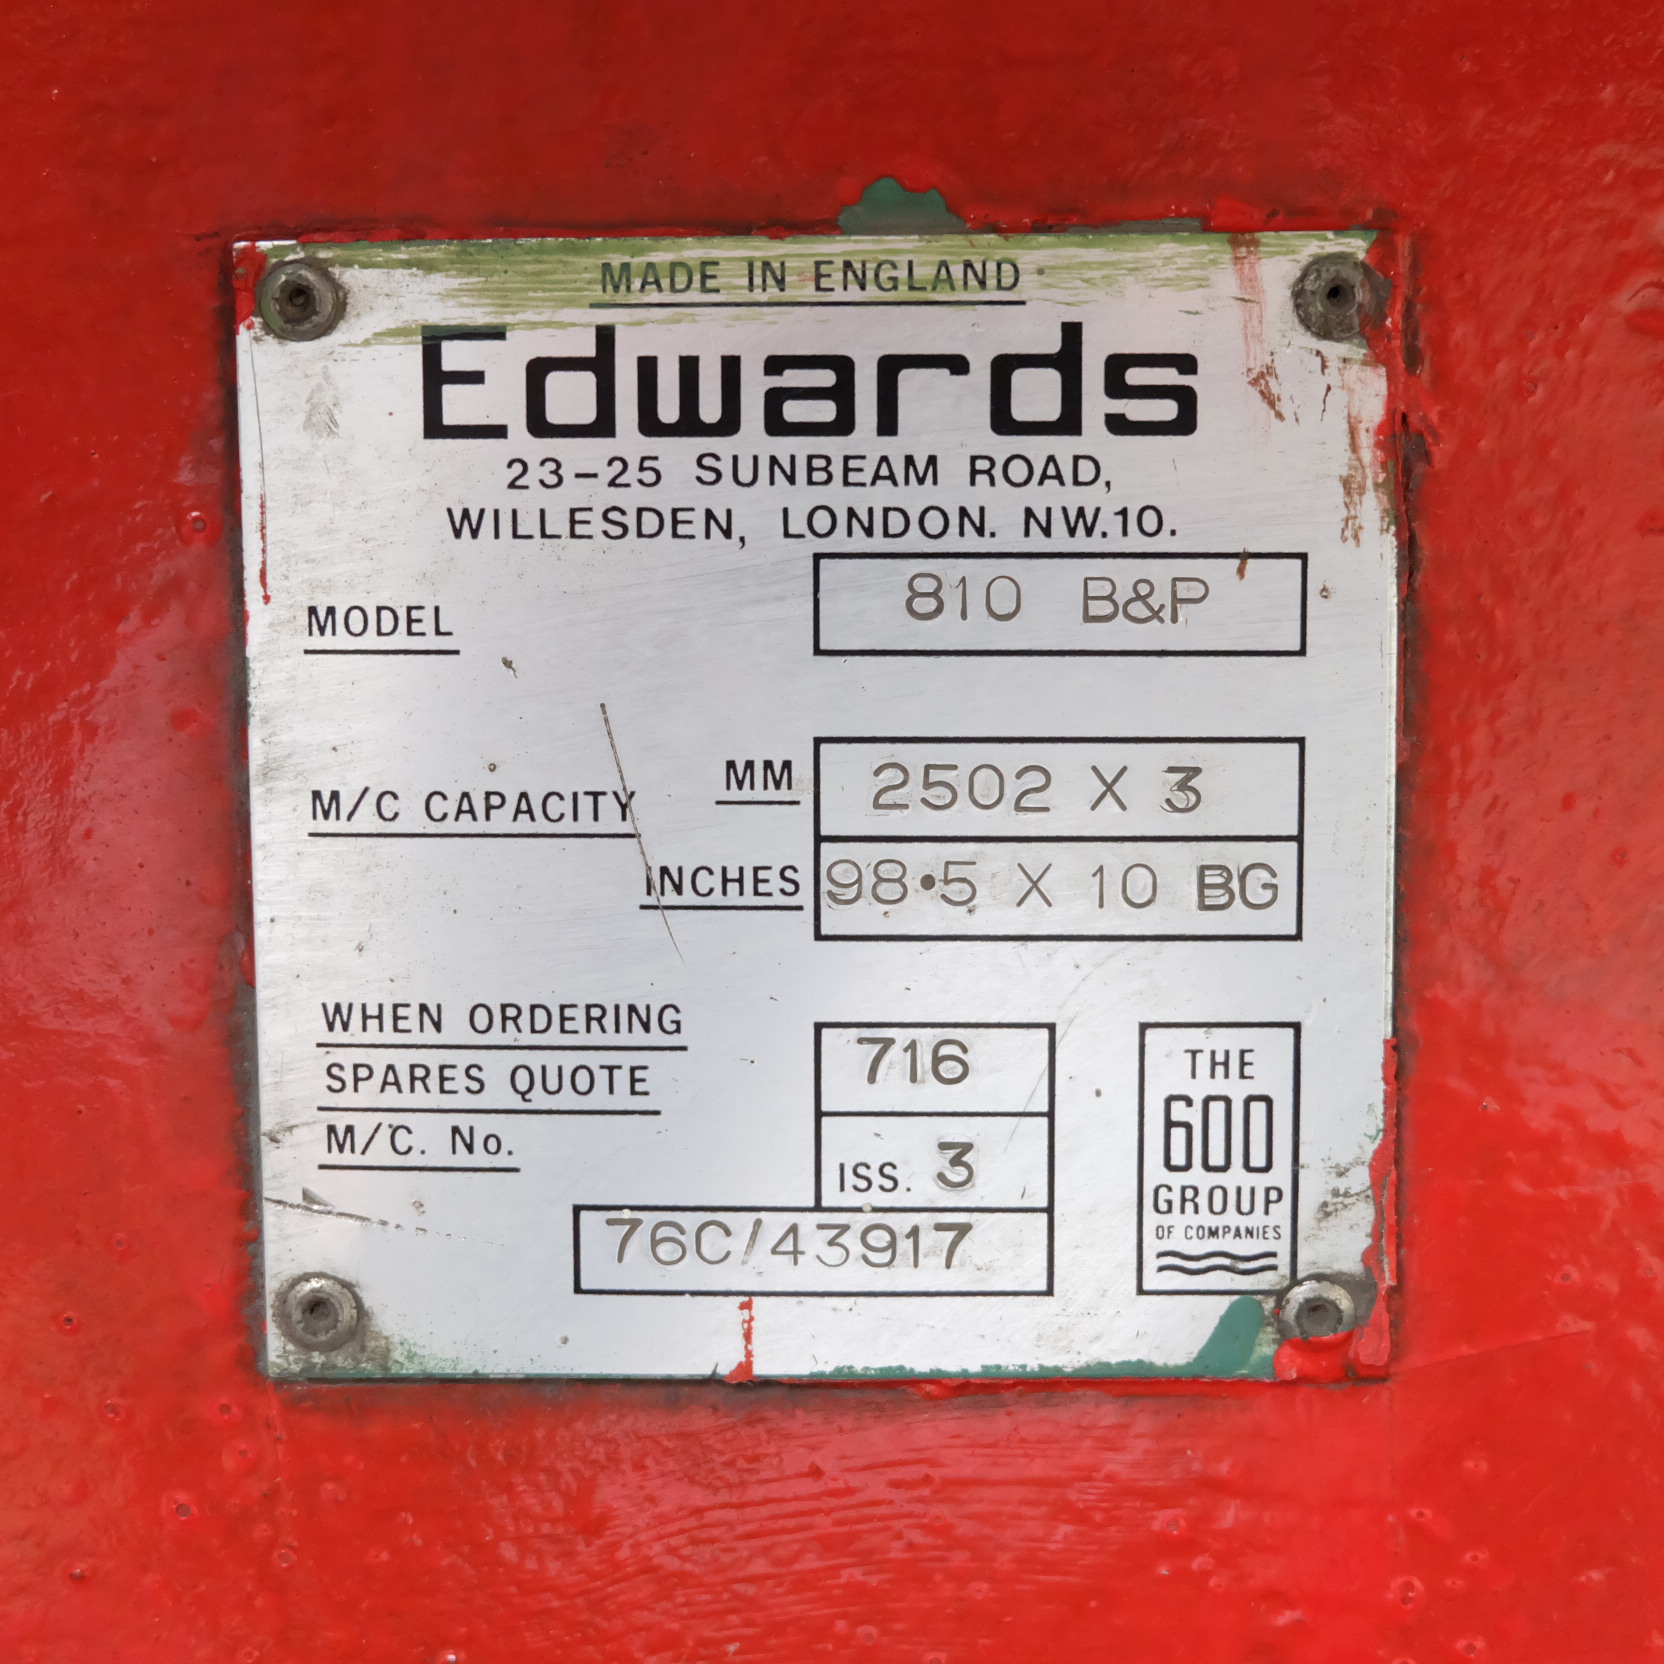 MADE IN ENGLAND
Edwards
23-25 SUNBEAM ROAD,
WILLESDEN, LONDON. NW.10.
MODEL 810 B&P
M/C CAPACITY MM 2502 X 3
INCHES 98·5 X 10 BG
WHEN ORDERING
SPARES QUOTE
M/C. No.
716
ISS. 3
76C/43917
THE
600
GROUP
OF COMPANIES